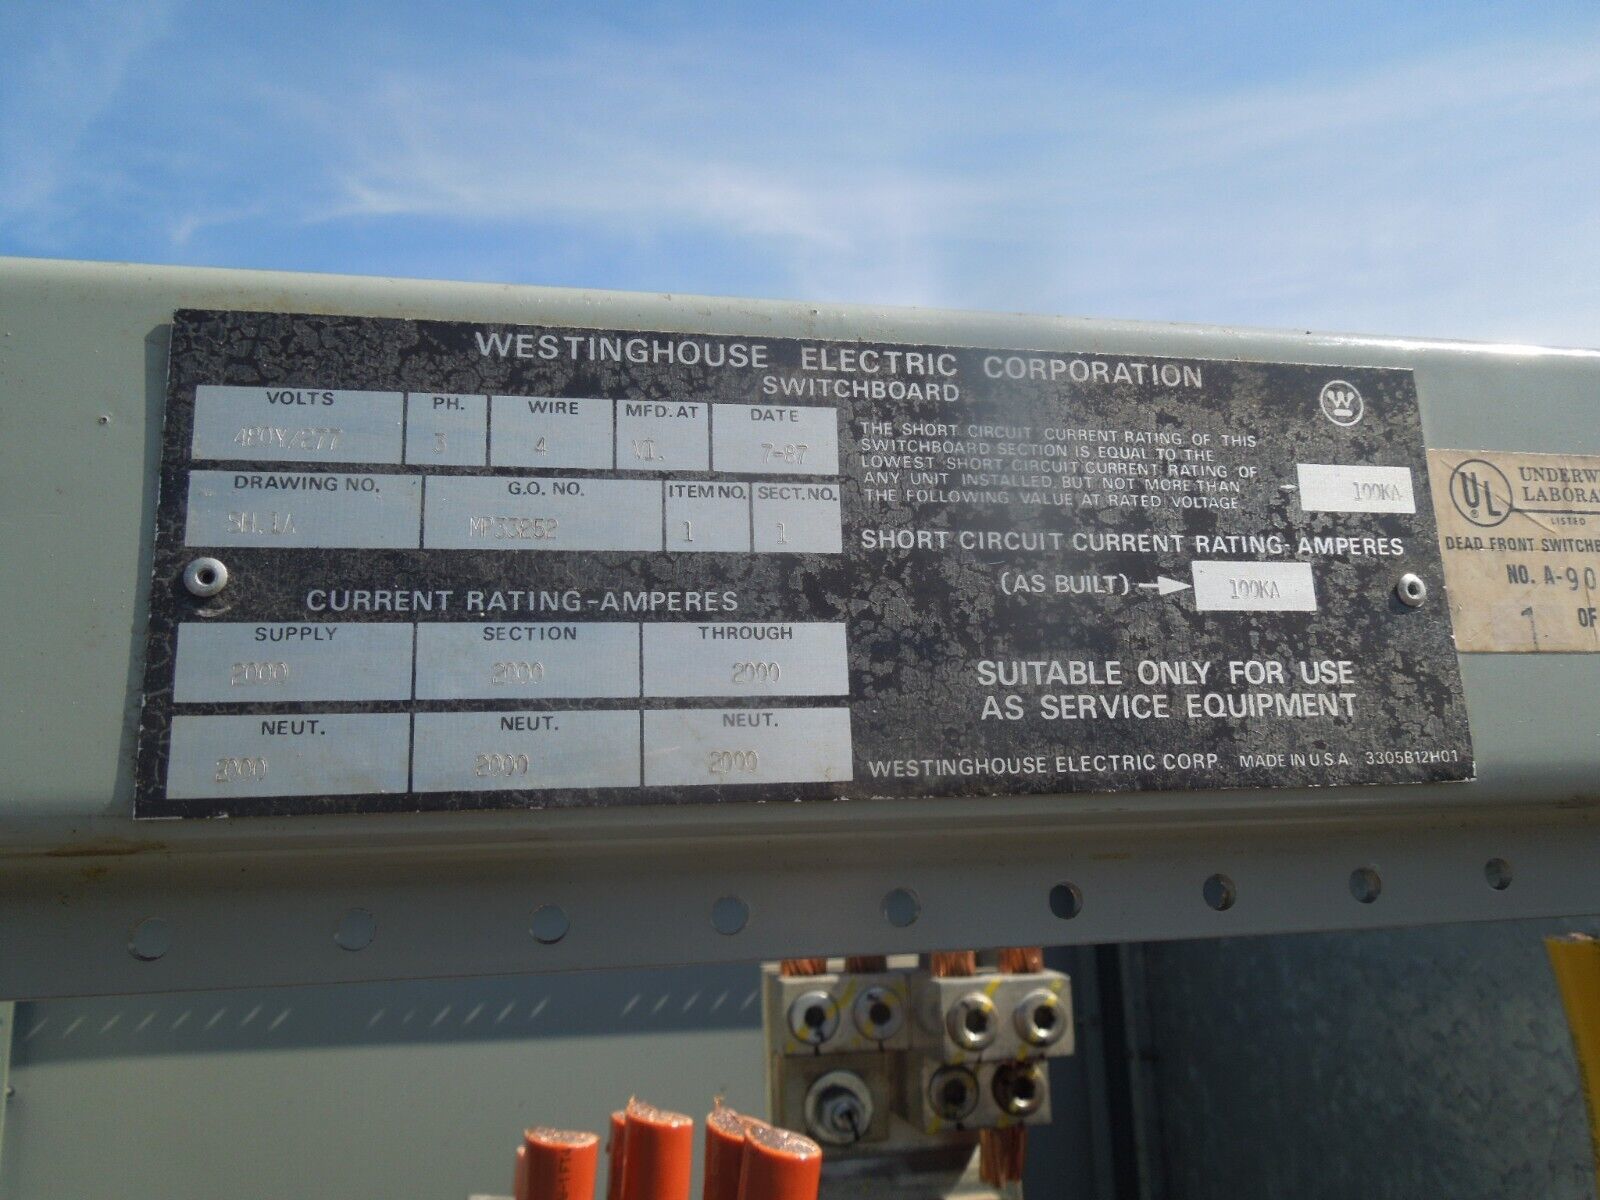 WESTINGHOUSE ELECTRIC CORPORATION
SWITCHBOARD
VOLTS PH. WIRE MFD. AT DATE
480Y/277 3 4 VI. 7-87
DRAWING NO. G.O. NO. ITEM NO. SECT. NO.
SH.1A MP33252 1 1
CURRENT RATING-AMPERES
SUPPLY SECTION THROUGH
2000 2000 2000
NEUT. NEUT. NEUT.
2000 2000 2000
W
THE SHORT CIRCUIT CURRENT RATING OF THIS
SWITCHBOARD SECTION IS EQUAL TO THE
LOWEST SHORT CIRCUIT CURRENT RATING OF
ANY UNIT INSTALLED, BUT NOT MORE THAN
THE FOLLOWING VALUE AT RATED VOLTAGE 100KA
SHORT CIRCUIT CURRENT RATING-AMPERES
(AS BUILT) → 100KA
SUITABLE ONLY FOR USE
AS SERVICE EQUIPMENT
WESTINGHOUSE ELECTRIC CORP. MADE IN U.S.A. 3305B12H01
UL ® UNDERW
LABORA
LISTED
DEAD FRONT SWITCHB
NO. A-90
1 OF